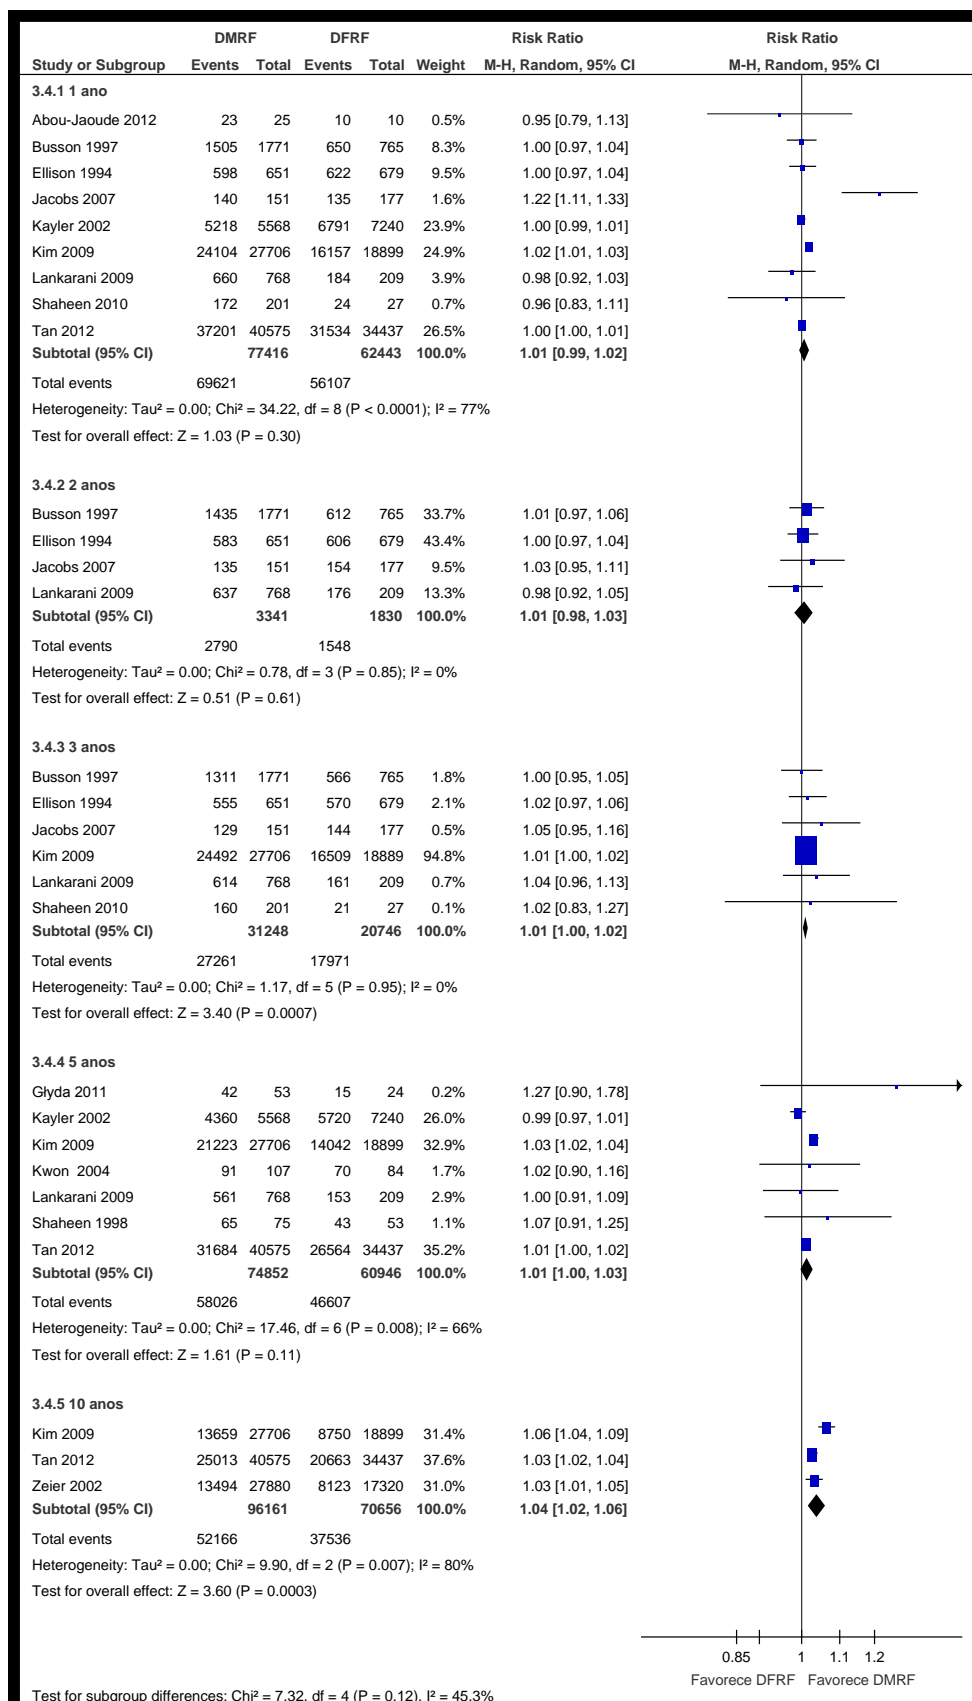 DMRF DFRF Risk Ratio Risk Ratio
Study or Subgroup Events Total Events Total Weight M-H, Random, 95% CI M-H, Random, 95% CI
3.4.1 1 ano
Abou-Jaoude 2012 23 25 10 10 0.5% 0.95 [0.79, 1.13]
Busson 1997 1505 1771 650 765 8.3% 1.00 [0.97, 1.04]
Ellison 1994 598 651 622 679 9.5% 1.00 [0.97, 1.04]
Jacobs 2007 140 151 135 177 1.6% 1.22 [1.11, 1.33]
Kayler 2002 5218 5568 6791 7240 23.9% 1.00 [0.99, 1.01]
Kim 2009 24104 27706 16157 18899 24.9% 1.02 [1.01, 1.03]
Lankarani 2009 660 768 184 209 3.9% 0.98 [0.92, 1.03]
Shaheen 2010 172 201 24 27 0.7% 0.96 [0.83, 1.11]
Tan 2012 37201 40575 31534 34437 26.5% 1.00 [1.00, 1.01]
Subtotal (95% CI) 77416 62443 100.0% 1.01 [0.99, 1.02]
Total events 69621 56107
Heterogeneity: Tau² = 0.00; Chi² = 34.22, df = 8 (P < 0.0001); I² = 77%
Test for overall effect: Z = 1.03 (P = 0.30)
3.4.2 2 anos
Busson 1997 1435 1771 612 765 33.7% 1.01 [0.97, 1.06]
Ellison 1994 583 651 606 679 43.4% 1.00 [0.97, 1.04]
Jacobs 2007 135 151 154 177 9.5% 1.03 [0.95, 1.11]
Lankarani 2009 637 768 176 209 13.3% 0.98 [0.92, 1.05]
Subtotal (95% CI) 3341 1830 100.0% 1.01 [0.98, 1.03]
Total events 2790 1548
Heterogeneity: Tau² = 0.00; Chi² = 0.78, df = 3 (P = 0.85); I² = 0%
Test for overall effect: Z = 0.51 (P = 0.61)
3.4.3 3 anos
Busson 1997 1311 1771 566 765 1.8% 1.00 [0.95, 1.05]
Ellison 1994 555 651 570 679 2.1% 1.02 [0.97, 1.06]
Jacobs 2007 129 151 144 177 0.5% 1.05 [0.95, 1.16]
Kim 2009 24492 27706 16509 18889 94.8% 1.01 [1.00, 1.02]
Lankarani 2009 614 768 161 209 0.7% 1.04 [0.96, 1.13]
Shaheen 2010 160 201 21 27 0.1% 1.02 [0.83, 1.27]
Subtotal (95% CI) 31248 20746 100.0% 1.01 [1.00, 1.02]
Total events 27261 17971
Heterogeneity: Tau² = 0.00; Chi² = 1.17, df = 5 (P = 0.95); I² = 0%
Test for overall effect: Z = 3.40 (P = 0.0007)
3.4.4 5 anos
Głyda 2011 42 53 15 24 0.2% 1.27 [0.90, 1.78]
Kayler 2002 4360 5568 5720 7240 26.0% 0.99 [0.97, 1.01]
Kim 2009 21223 27706 14042 18899 32.9% 1.03 [1.02, 1.04]
Kwon 2004 91 107 70 84 1.7% 1.02 [0.90, 1.16]
Lankarani 2009 561 768 153 209 2.9% 1.00 [0.91, 1.09]
Shaheen 1998 65 75 43 53 1.1% 1.07 [0.91, 1.25]
Tan 2012 31684 40575 26564 34437 35.2% 1.01 [1.00, 1.02]
Subtotal (95% CI) 74852 60946 100.0% 1.01 [1.00, 1.03]
Total events 58026 46607
Heterogeneity: Tau² = 0.00; Chi² = 17.46, df = 6 (P = 0.008); I² = 66%
Test for overall effect: Z = 1.61 (P = 0.11)
3.4.5 10 anos
Kim 2009 13659 27706 8750 18899 31.4% 1.06 [1.04, 1.09]
Tan 2012 25013 40575 20663 34437 37.6% 1.03 [1.02, 1.04]
Zeier 2002 13494 27880 8123 17320 31.0% 1.03 [1.01, 1.05]
Subtotal (95% CI) 96161 70656 100.0% 1.04 [1.02, 1.06]
Total events 52166 37536
Heterogeneity: Tau² = 0.00; Chi² = 9.90, df = 2 (P = 0.007); I² = 80%
Test for overall effect: Z = 3.60 (P = 0.0003)
0.85 1 1.1 1.2
Favorece DFRF Favorece DMRF
Test for subgroup differences: Chi² = 7.32, df = 4 (P = 0.12), I² = 45.3%